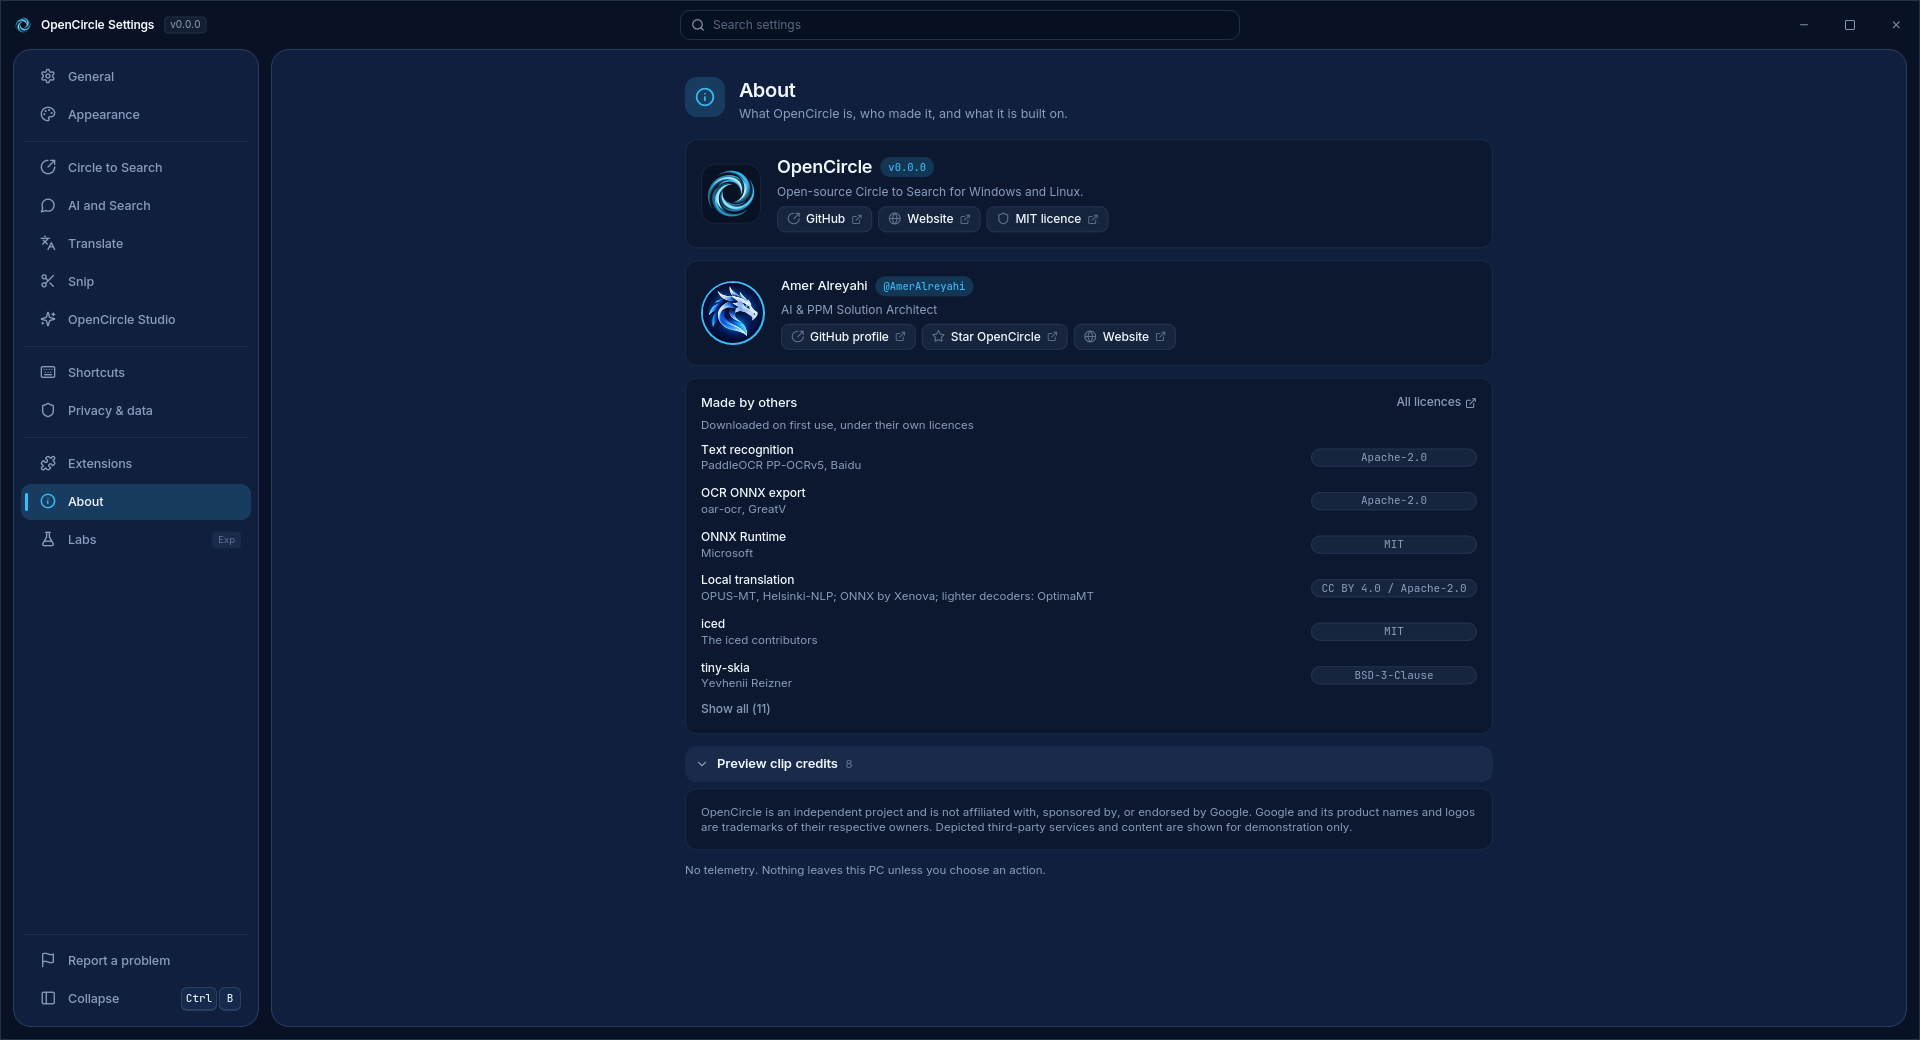 OpenCircle Settings v0.0.0
Search settings
General
Appearance
Circle to Search
AI and Search
Translate
Snip
OpenCircle Studio
Shortcuts
Privacy & data
Extensions
About
Labs Exp
Report a problem
Collapse Ctrl B
About
What OpenCircle is, who made it, and what it is built on.
OpenCircle v0.0.0
Open-source Circle to Search for Windows and Linux.
GitHub Website MIT licence
Amer Alreyahi @AmerAlreyahi
AI & PPM Solution Architect
GitHub profile Star OpenCircle Website
Made by others All licences
Downloaded on first use, under their own licences
Text recognition
PaddleOCR PP-OCRv5, Baidu
Apache-2.0
OCR ONNX export
oar-ocr, GreatV
Apache-2.0
ONNX Runtime
Microsoft
MIT
Local translation
OPUS-MT, Helsinki-NLP; ONNX by Xenova; lighter decoders: OptimaMT
CC BY 4.0 / Apache-2.0
iced
The iced contributors
MIT
tiny-skia
Yevhenii Reizner
BSD-3-Clause
Show all (11)
Preview clip credits 8
OpenCircle is an independent project and is not affiliated with, sponsored by, or endorsed by Google. Google and its product names and logos
are trademarks of their respective owners. Depicted third-party services and content are shown for demonstration only.
No telemetry. Nothing leaves this PC unless you choose an action.